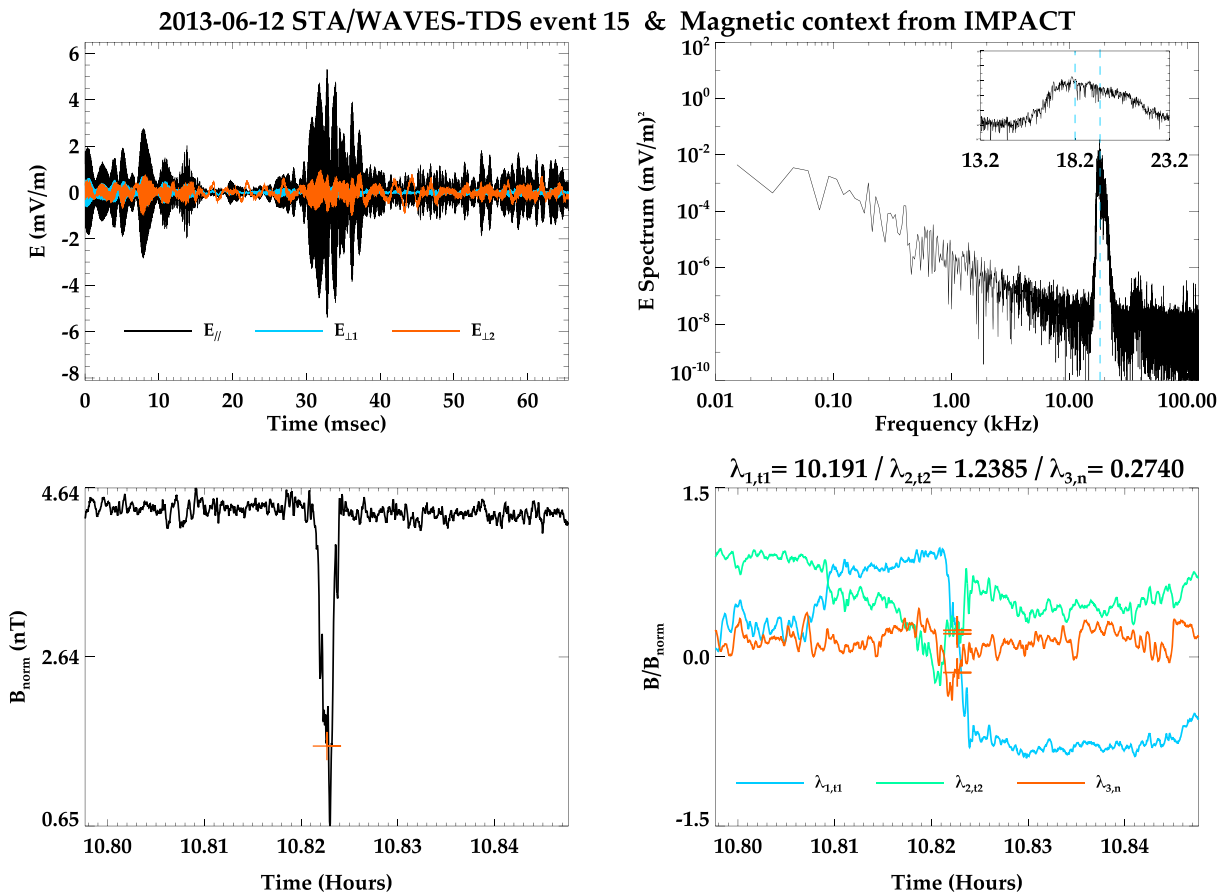 2013-06-12 STA/WAVES-TDS event 15 & Magnetic context from IMPACT
6
4
2
0
-2
-4
-6
-8
E (mV/m)
E// E⊥1 E⊥2
0 10 20 30 40 50 60
Time (msec)
10²
10⁰
10⁻²
10⁻⁴
10⁻⁶
10⁻⁸
10⁻¹⁰
E Spectrum (mV/m)²
13.2 18.2 23.2
0.01 0.10 1.00 10.00 100.00
Frequency (kHz)
4.64
2.64
0.65
Bnorm (nT)
10.80 10.81 10.82 10.83 10.84
Time (Hours)
λ1,t1= 10.191 / λ2,t2= 1.2385 / λ3,n= 0.2740
1.5
0.0
-1.5
B/Bnorm
λ1,t1 λ2,t2 λ3,n
10.80 10.81 10.82 10.83 10.84
Time (Hours)